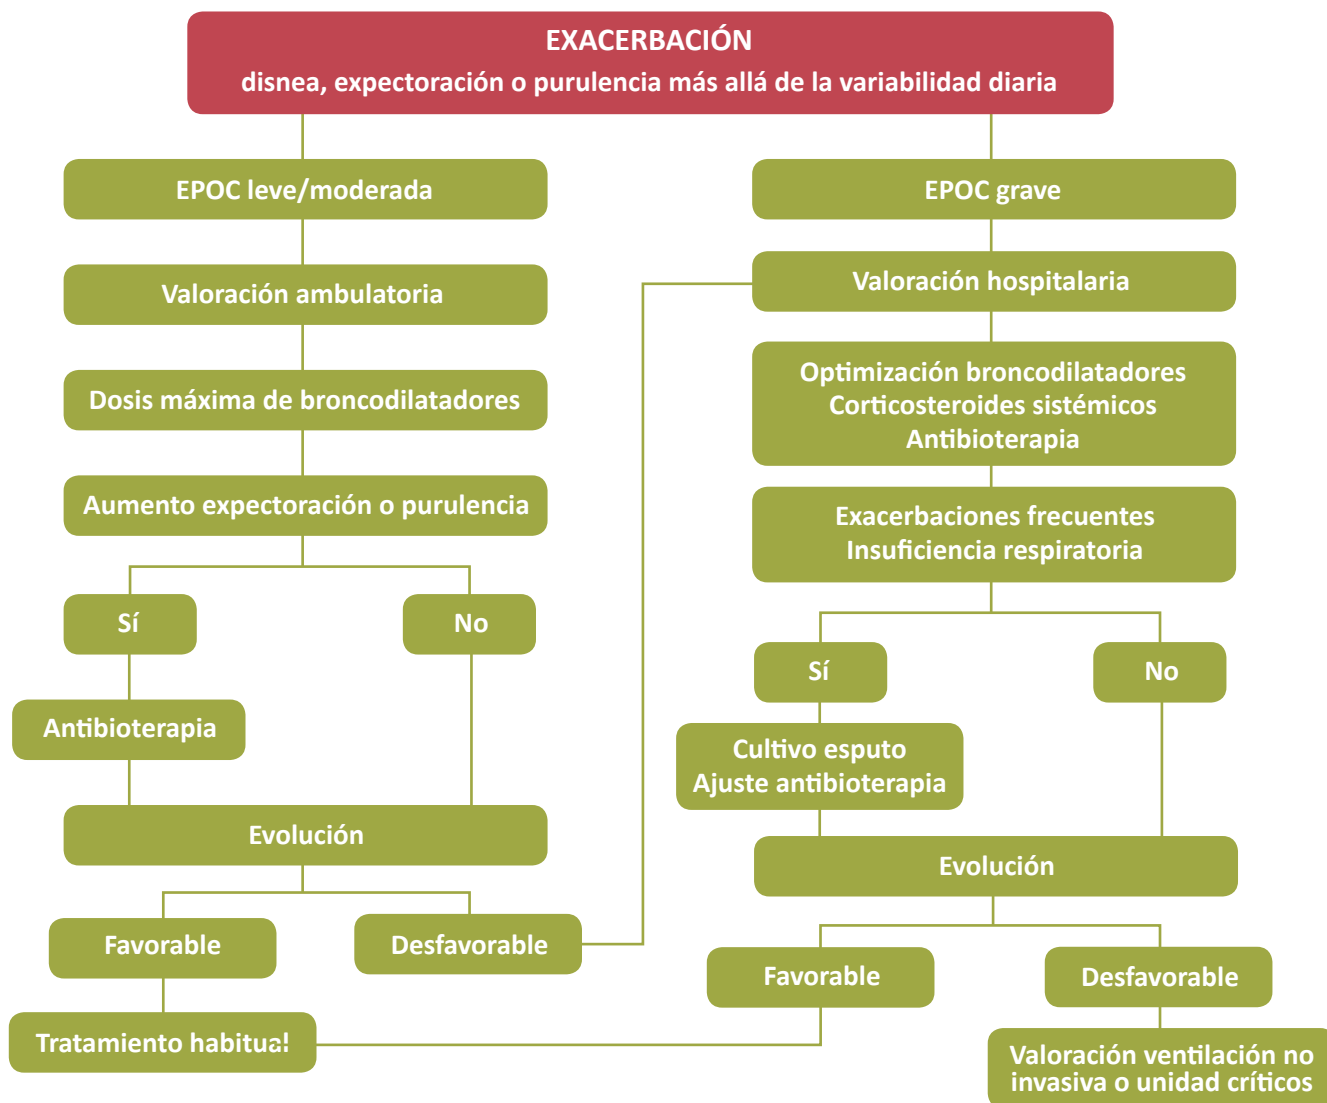 EXACERBACIÓN
disnea, expectoración o purulencia más allá de la variabilidad diaria
EPOC leve/moderada
Valoración ambulatoria
Dosis máxima de broncodilatadores
Aumento expectoración o purulencia
Sí
No
Antibioterapia
Evolución
Favorable
Desfavorable
Tratamiento habitual
EPOC grave
Valoración hospitalaria
Optimización broncodilatadores
Corticosteroides sistémicos
Antibioterapia
Exacerbaciones frecuentes
Insuficiencia respiratoria
Sí
No
Cultivo esputo
Ajuste antibioterapia
Evolución
Favorable
Desfavorable
Valoración ventilación no
invasiva o unidad críticos